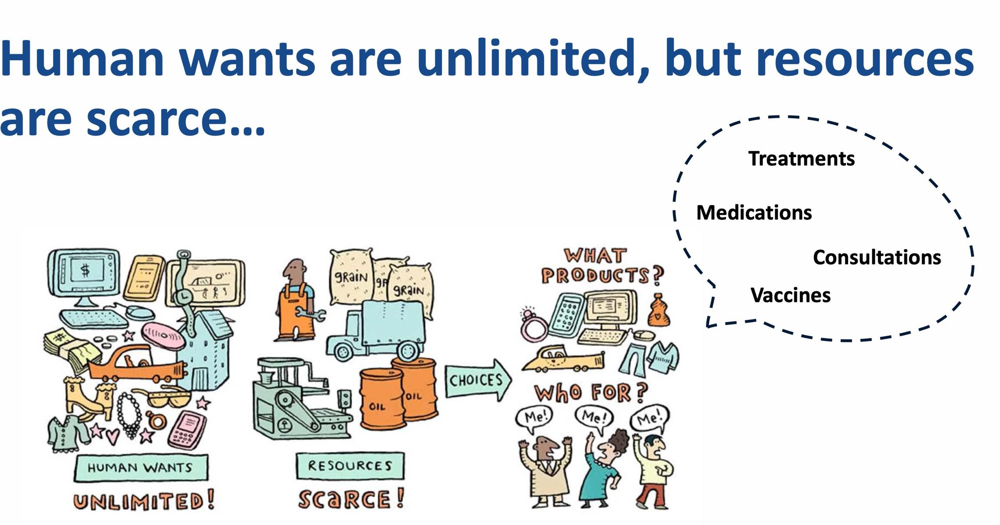 Human wants are unlimited, but resources
are scarce...
Treatments
Medications
Consultations
Vaccines
$
$
grain
gr
grain
OIL
OIL
HUMAN WANTS
UNLIMITED!
RESOURCES
SCARCE!
CHOICES
WHAT
PRODUCTS?
WHO FOR?
Me!
Me!
Me!